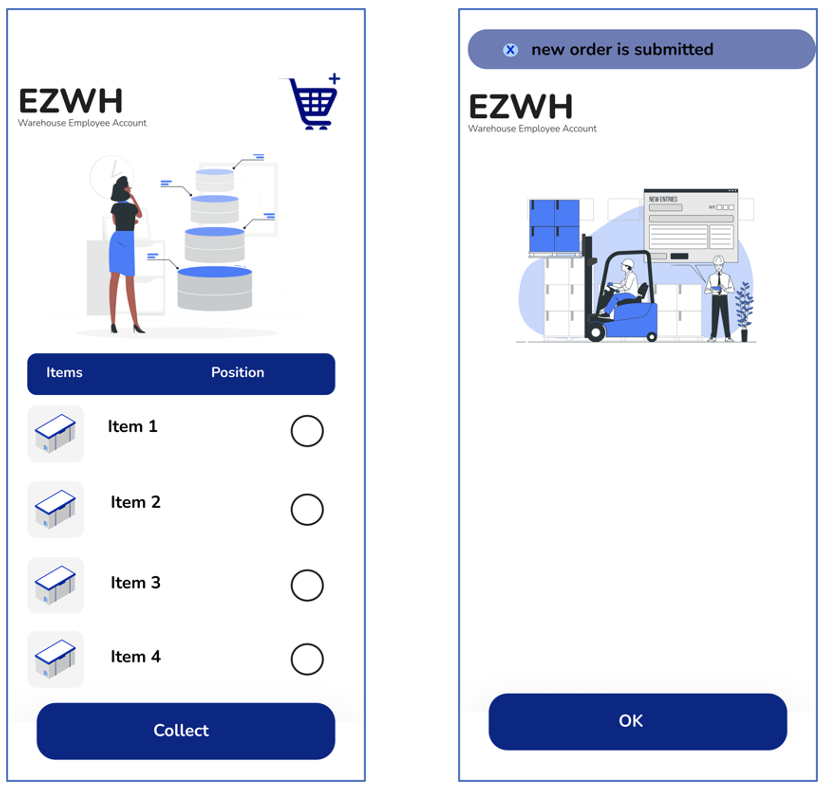 EZWH
Warehouse Employee Account
Items Position
Item 1
Item 2
Item 3
Item 4
Collect
X new order is submitted
EZWH
Warehouse Employee Account
NEW ENTRIES
DATE
OK